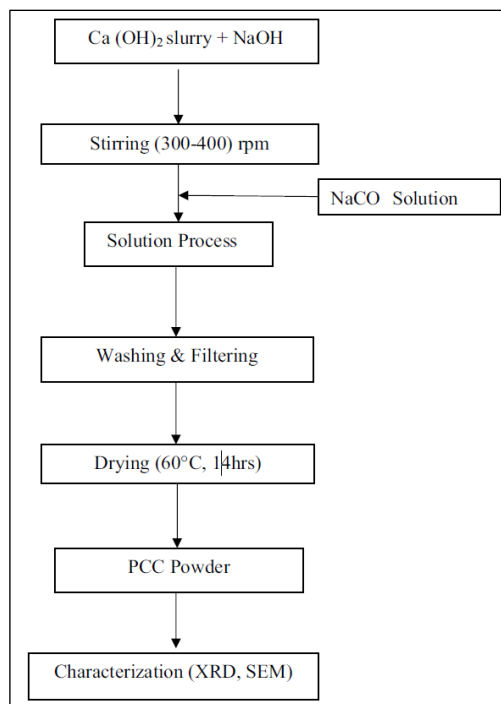 Ca (OH)₂ slurry + NaOH
Stirring (300-400) rpm
NaCO Solution
Solution Process
Washing & Filtering
Drying (60°C, 14hrs)
PCC Powder
Characterization (XRD, SEM)